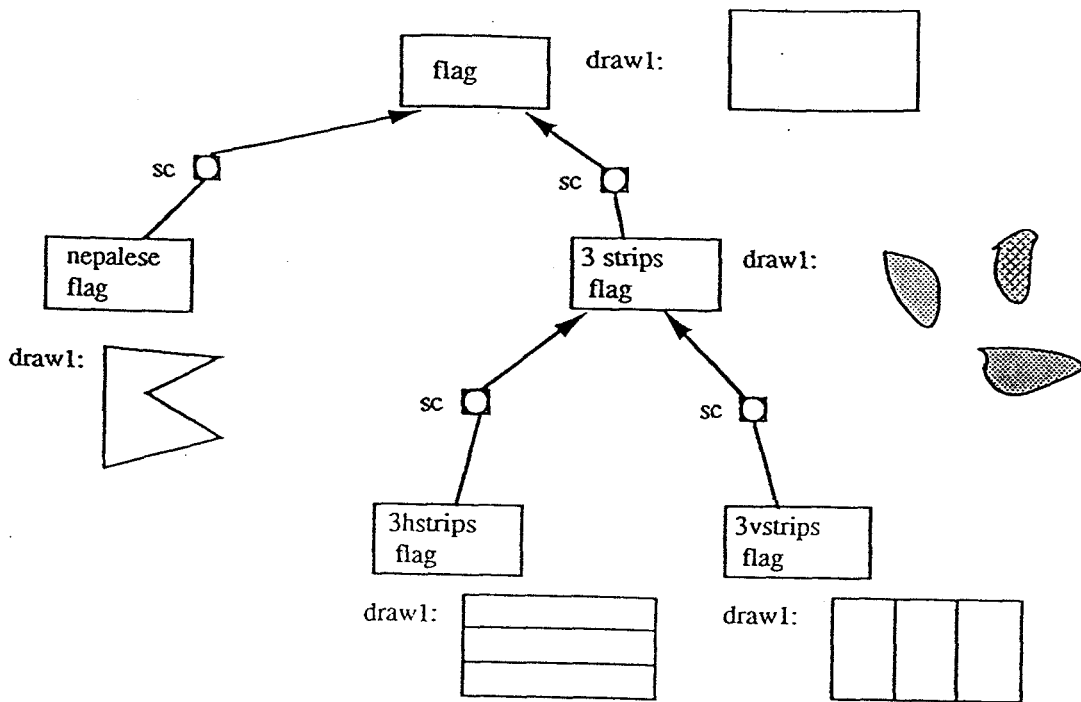 flag
draw1:
sc
sc
nepalese
flag
3 strips
flag
draw1:
draw1:
sc
sc
3hstrips
flag
3vstrips
flag
draw1:
draw1: